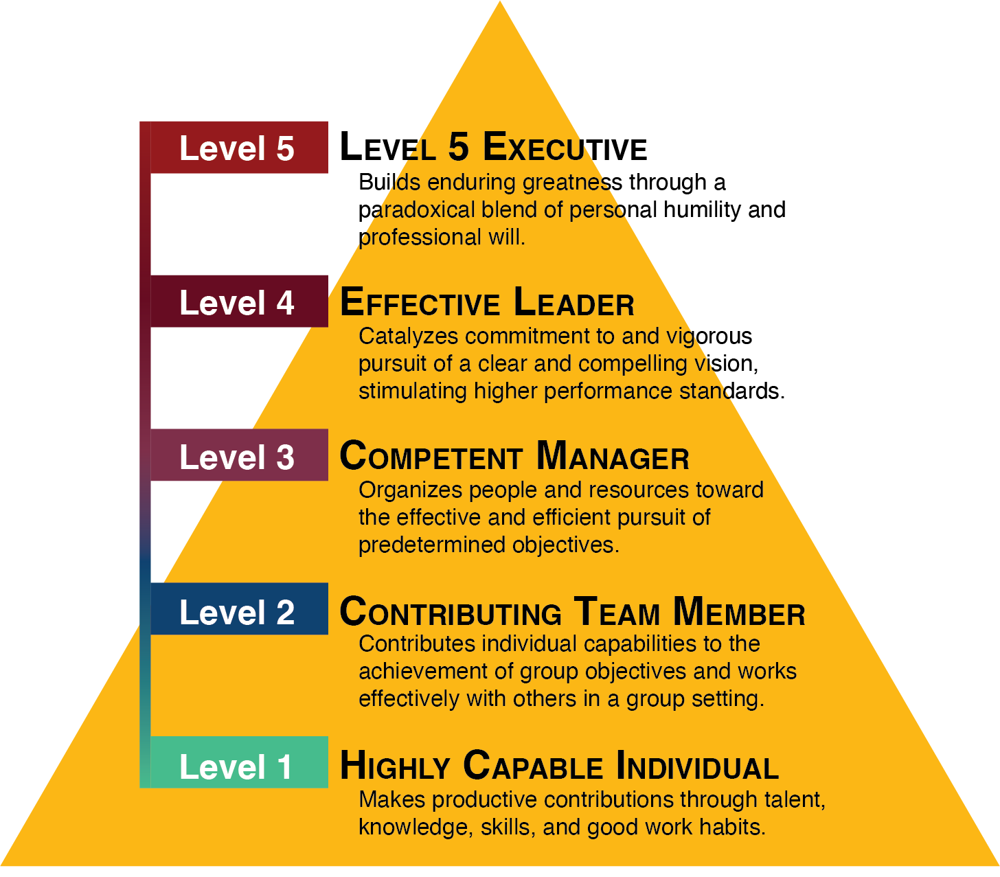 Level 5
LEVEL 5 EXECUTIVE
Builds enduring greatness through a
paradoxical blend of personal humility and
professional will.
Level 4
EFFECTIVE LEADER
Catalyzes commitment to and vigorous
pursuit of a clear and compelling vision,
stimulating higher performance standards.
Level 3
COMPETENT MANAGER
Organizes people and resources toward
the effective and efficient pursuit of
predetermined objectives.
Level 2
CONTRIBUTING TEAM MEMBER
Contributes individual capabilities to the
achievement of group objectives and works
effectively with others in a group setting.
Level 1
HIGHLY CAPABLE INDIVIDUAL
Makes productive contributions through talent,
knowledge, skills, and good work habits.